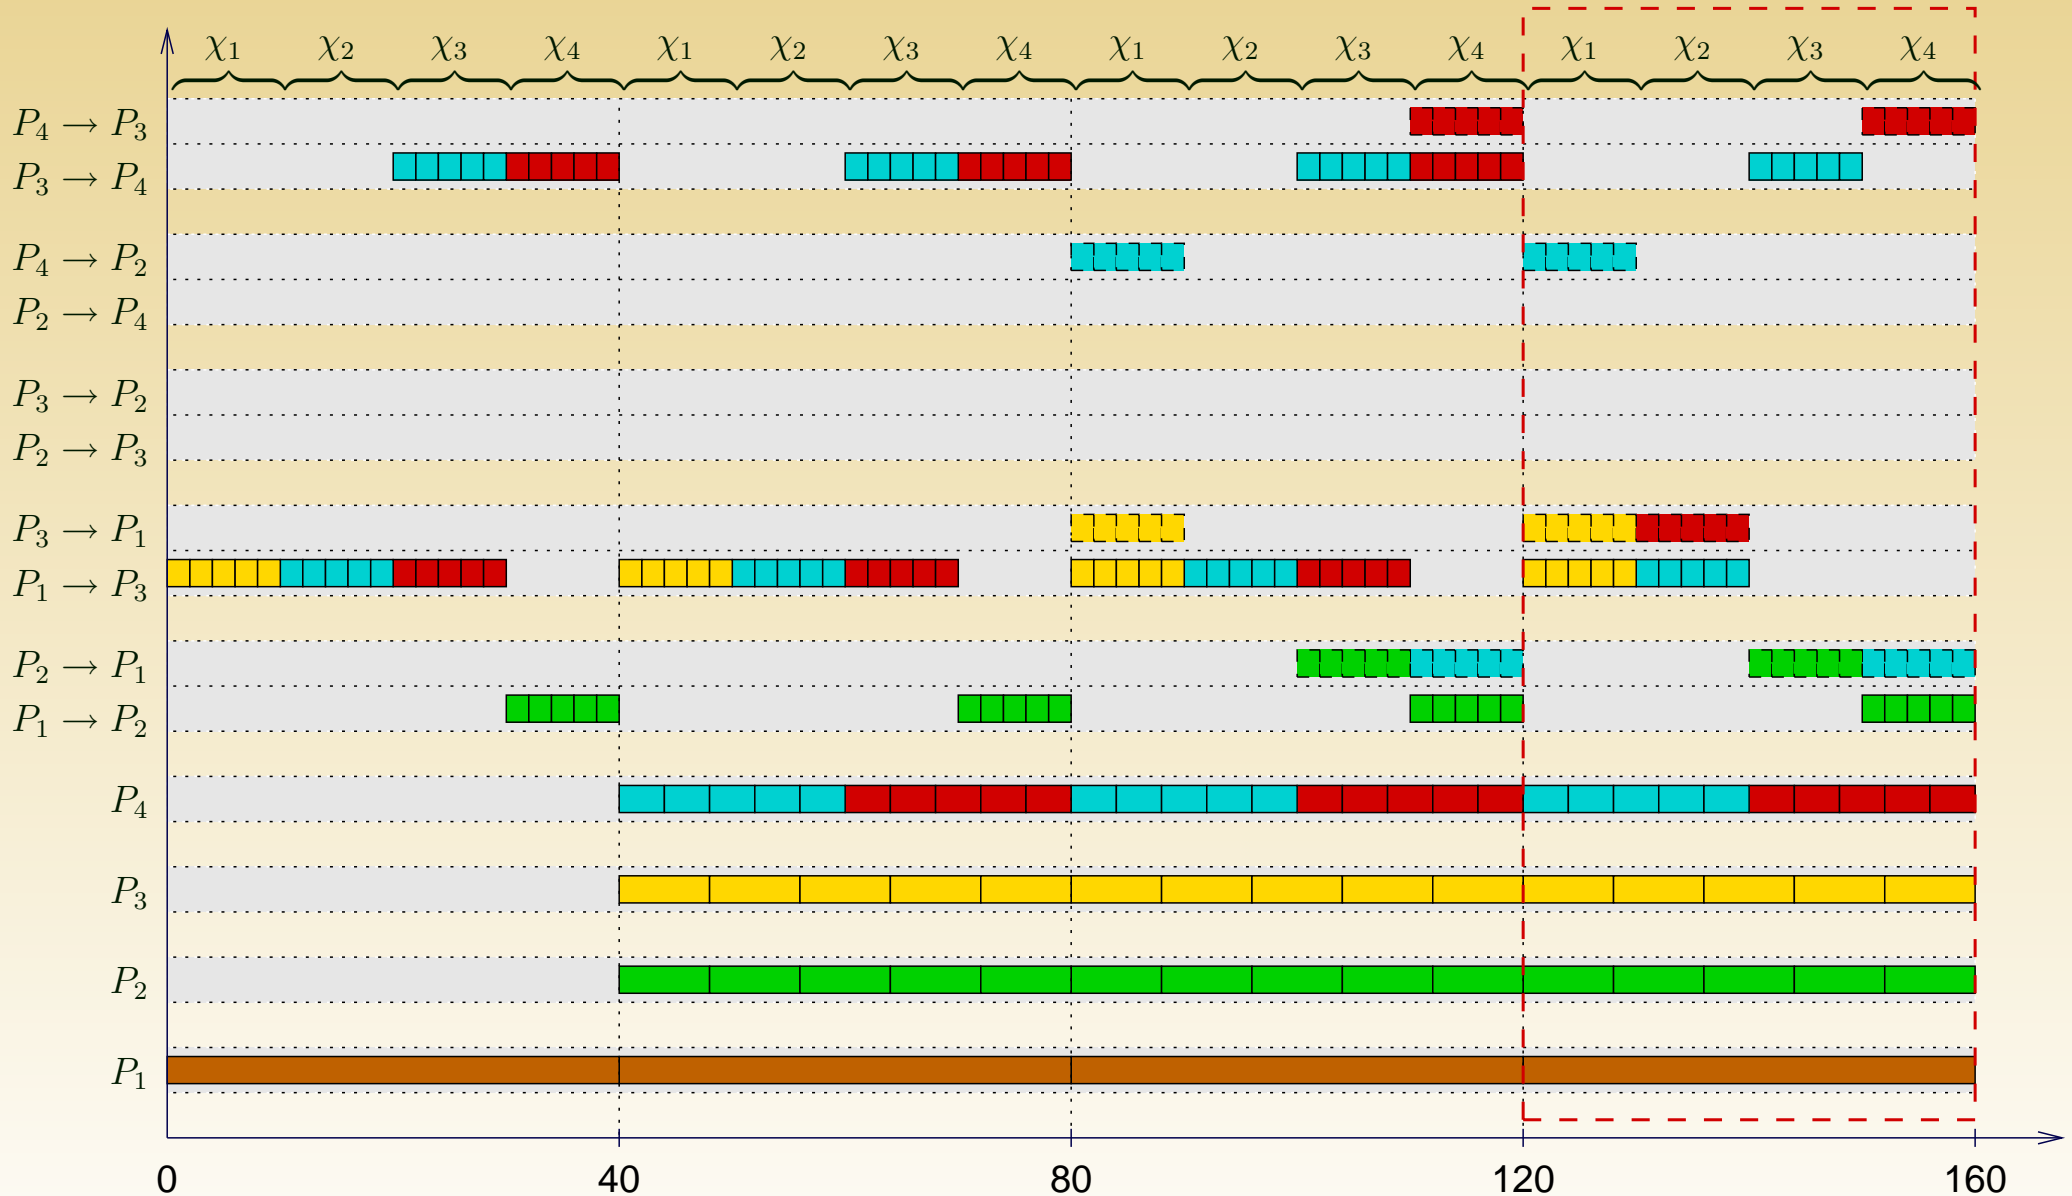 χ1 χ2 χ3 χ4 χ1 χ2 χ3 χ4 χ1 χ2 χ3 χ4 χ1 χ2 χ3 χ4
P4 → P3
P3 → P4
P4 → P2
P2 → P4
P3 → P2
P2 → P3
P3 → P1
P1 → P3
P2 → P1
P1 → P2
P4
P3
P2
P1
0 40 80 120 160